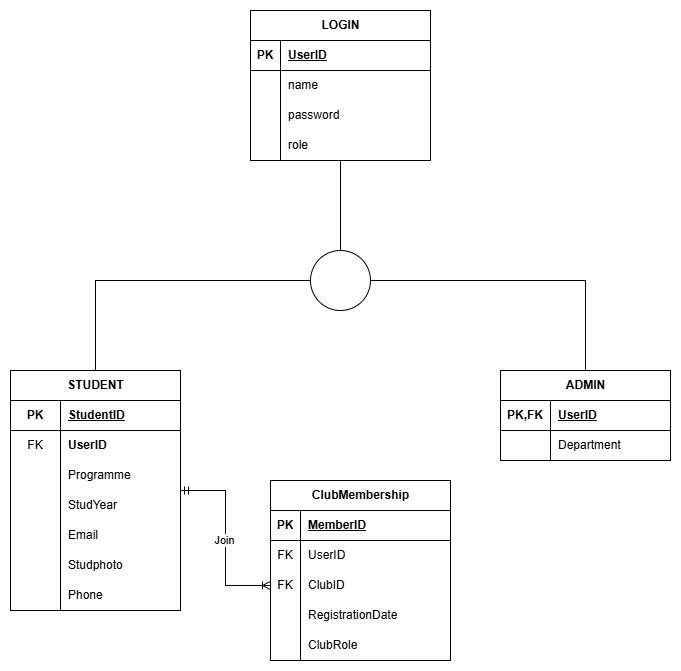 LOGIN
PK UserID
name
password
role
STUDENT
PK StudentID
FK UserID
Programme
StudYear
Email
Studphoto
Phone
ADMIN
PK,FK UserID
Department
Join
ClubMembership
PK MemberID
FK UserID
FK ClubID
RegistrationDate
ClubRole